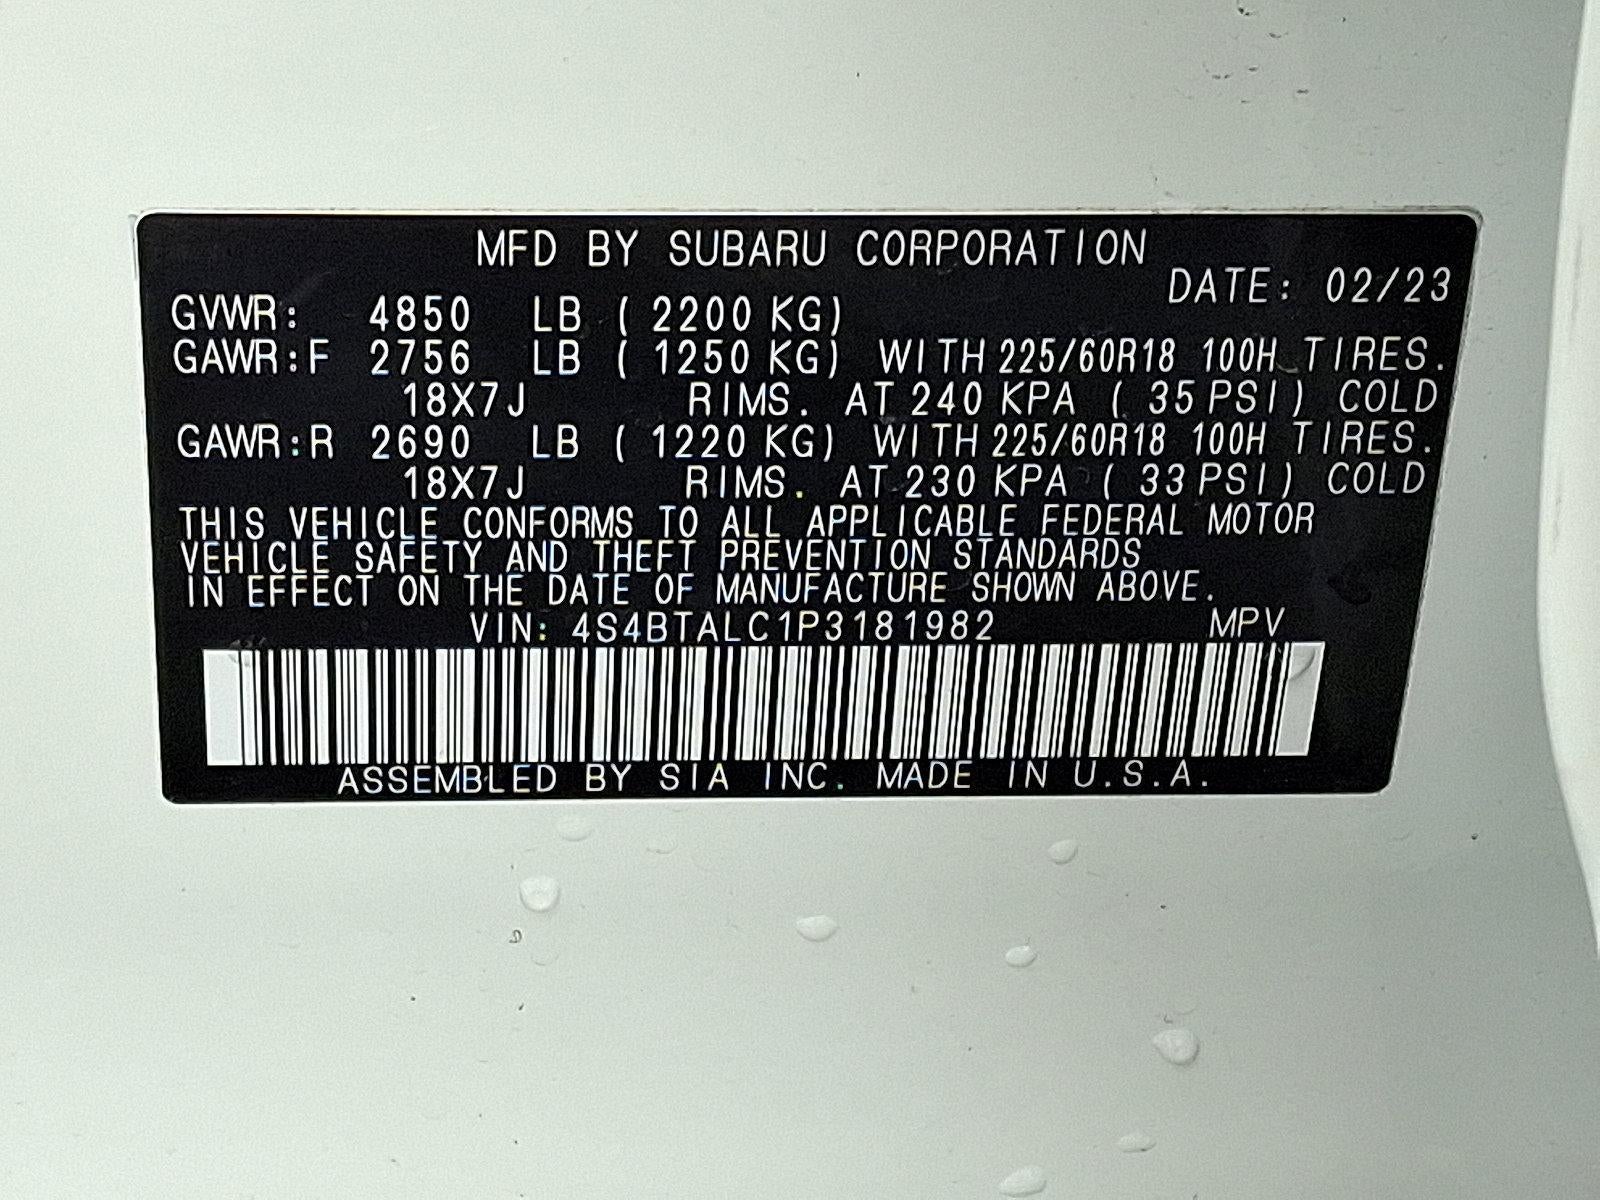 MFD BY SUBARU CORPORATION
DATE: 02/23
GVWR: 4850 LB ( 2200 KG)
GAWR:F 2756 LB ( 1250 KG) WITH 225/60R18 100H TIRES.
18X7J RIMS. AT 240 KPA ( 35 PSI) COLD
GAWR:R 2690 LB ( 1220 KG) WITH 225/60R18 100H TIRES.
18X7J RIMS. AT 230 KPA ( 33 PSI) COLD
THIS VEHICLE CONFORMS TO ALL APPLICABLE FEDERAL MOTOR
VEHICLE SAFETY AND THEFT PREVENTION STANDARDS
IN EFFECT ON THE DATE OF MANUFACTURE SHOWN ABOVE.
VIN: 4S4BTALC1P3181982 MPV
ASSEMBLED BY SIA INC. MADE IN U.S.A.